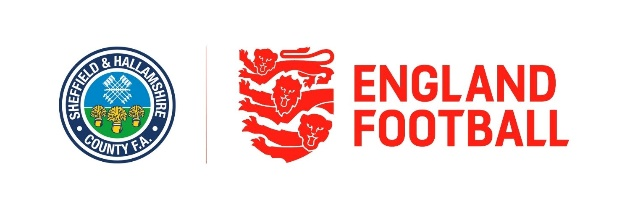 SHEFFIELD & HALLAMSHIRE
• COUNTY F.A. •
ENGLAND
FOOTBALL